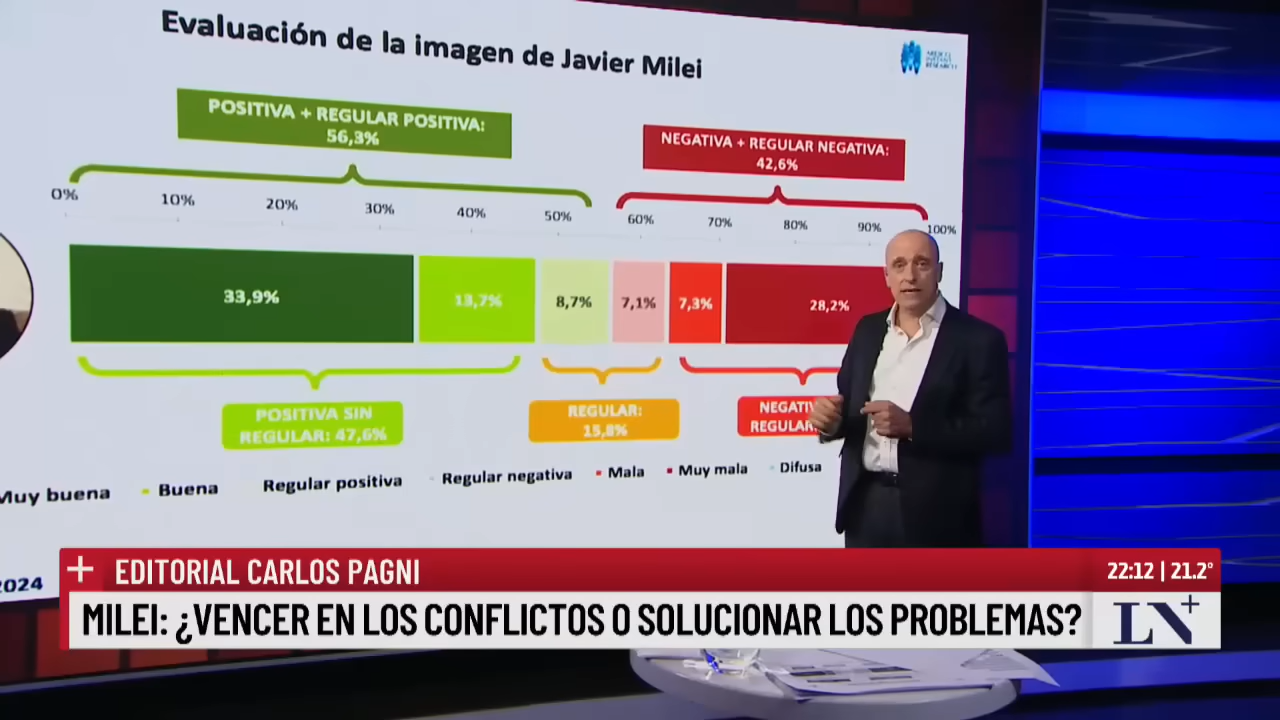 Evaluación de la imagen de Javier Milei
POSITIVA + REGULAR POSITIVA:
56,3%
NEGATIVA + REGULAR NEGATIVA:
42,6%
0% 10% 20% 30% 40% 50% 60% 70% 80% 90% 100%
33,9% 13,7% 8,7% 7,1% 7,3% 28,2%
POSITIVA SIN
REGULAR: 47,6%
REGULAR:
15,8%
NEGATIV
REGULAR
Muy buena Buena Regular positiva Regular negativa Mala Muy mala Difusa
2024
EDITORIAL CARLOS PAGNI
22:12 | 21.2°
MILEI: ¿VENCER EN LOS CONFLICTOS O SOLUCIONAR LOS PROBLEMAS?
LN+